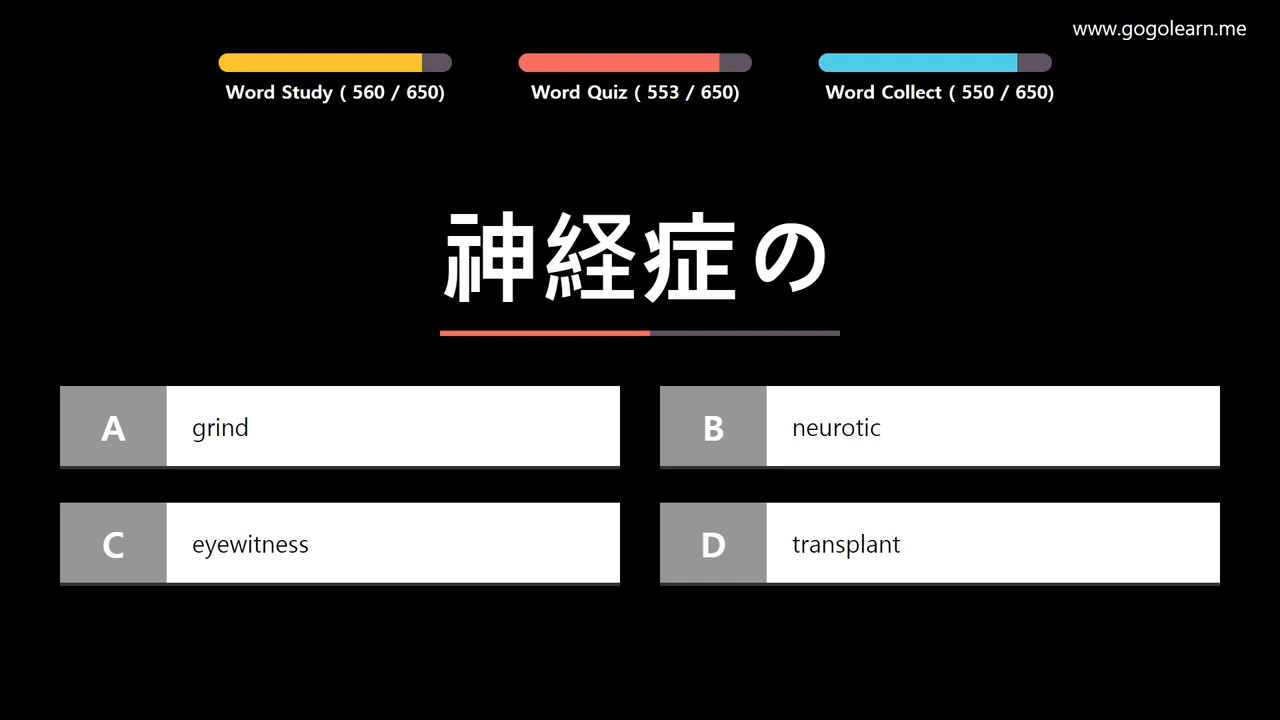 www.gogolearn.me
Word Study ( 560 / 650)
Word Quiz ( 553 / 650)
Word Collect ( 550 / 650)
神経症の
A grind
B neurotic
C eyewitness
D transplant